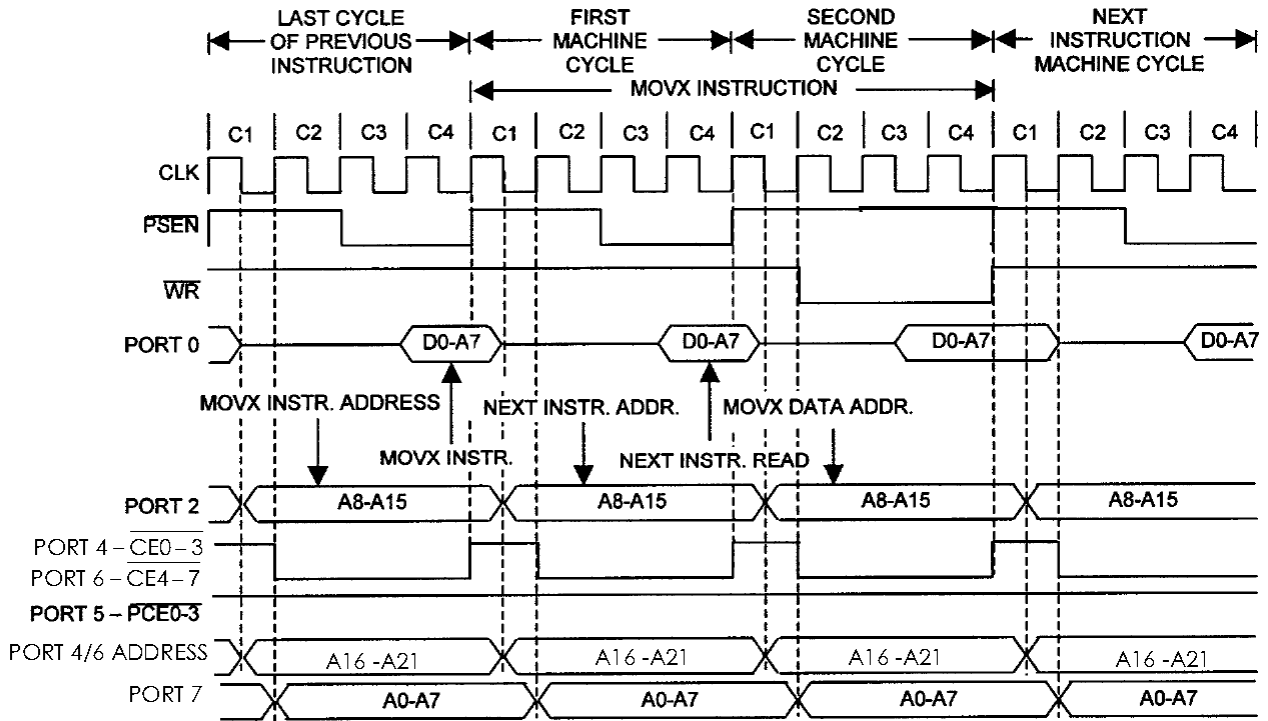 LAST CYCLE
OF PREVIOUS
INSTRUCTION
FIRST
MACHINE
CYCLE
SECOND
MACHINE
CYCLE
NEXT
INSTRUCTION
MACHINE CYCLE
MOVX INSTRUCTION
C1 C2 C3 C4 C1 C2 C3 C4 C1 C2 C3 C4 C1 C2 C3 C4
CLK
PSEN
WR
PORT 0 D0-A7 D0-A7 D0-A7 D0-A7
MOVX INSTR. ADDRESS NEXT INSTR. ADDR. MOVX DATA ADDR.
MOVX INSTR. NEXT INSTR. READ
PORT 2 A8-A15 A8-A15 A8-A15 A8-A15
PORT 4 – CE0 – 3
PORT 6 – CE4 – 7
PORT 5 – PCE0-3
PORT 4/6 ADDRESS A16 -A21 A16 -A21 A16 -A21 A16 -A21
PORT 7 A0-A7 A0-A7 A0-A7 A0-A7